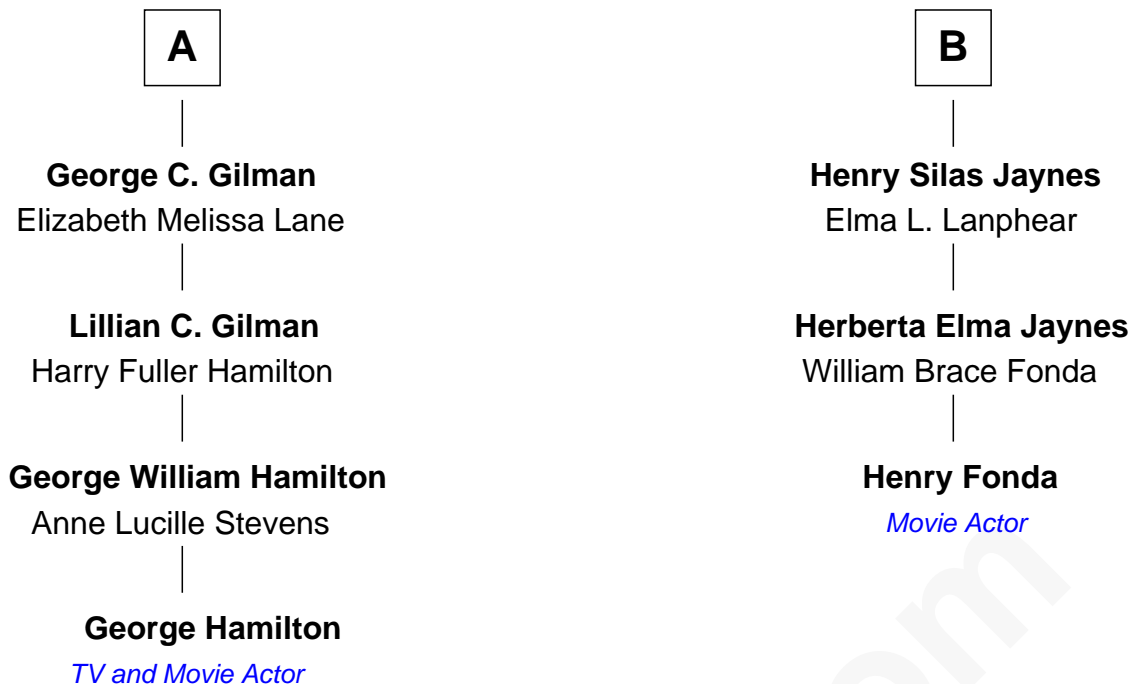 A
George C. Gilman
Elizabeth Melissa Lane
Lillian C. Gilman
Harry Fuller Hamilton
George William Hamilton
Anne Lucille Stevens
George Hamilton
TV and Movie Actor
B
Henry Silas Jaynes
Elma L. Lanphear
Herberta Elma Jaynes
William Brace Fonda
Henry Fonda
Movie Actor
om